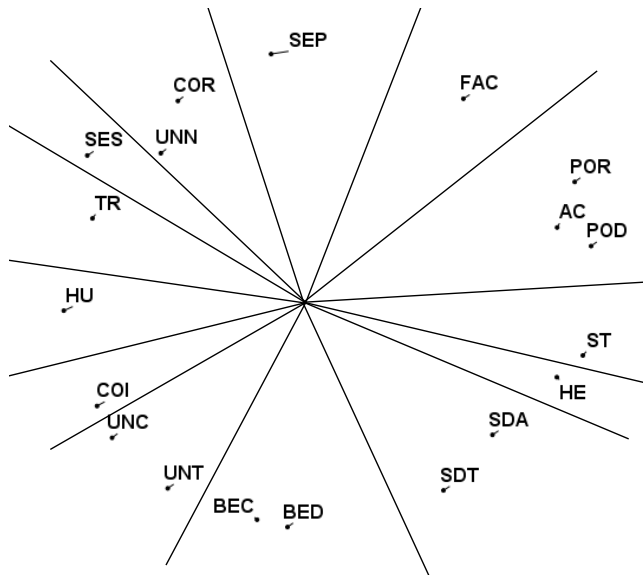 SEP
COR
FAC
SES
UNN
POR
TR
AC
POD
HU
ST
COI
HE
UNC
SDA
UNT
SDT
BEC
BED